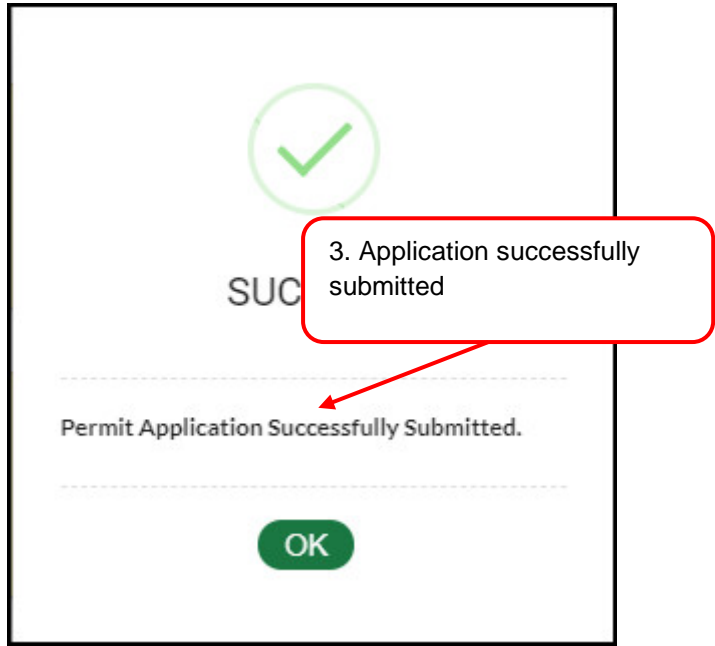 3. Application successfully
submitted
SUC
Permit Application Successfully Submitted.
OK